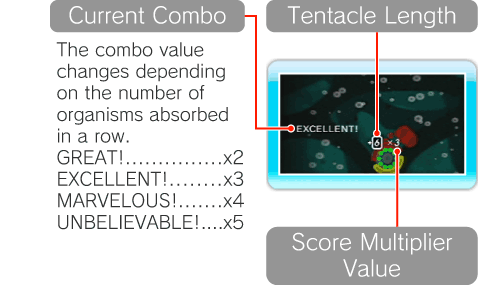 Current Combo
Tentacle Length
The combo value
changes depending
on the number of
organisms absorbed
in a row.
GREAT!...............x2
EXCELLENT!........x3
MARVELOUS!.......x4
UNBELIEVABLE!....x5
EXCELLENT!
+6 ×3
Score Multiplier
Value